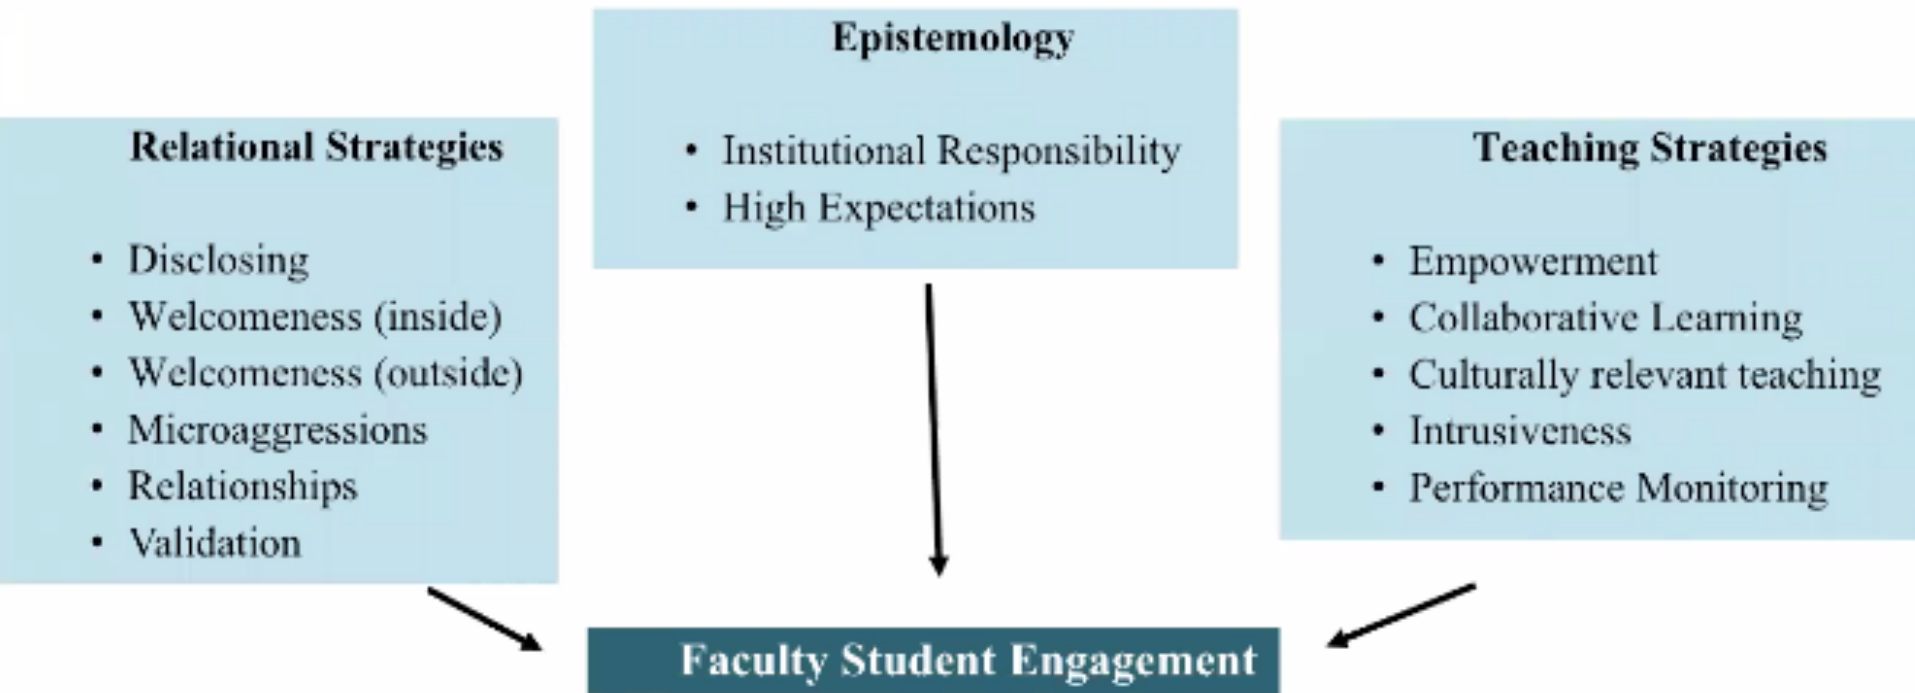 Epistemology
• Institutional Responsibility
• High Expectations
Relational Strategies
• Disclosing
• Welcomeness (inside)
• Welcomeness (outside)
• Microaggressions
• Relationships
• Validation
Teaching Strategies
• Empowerment
• Collaborative Learning
• Culturally relevant teaching
• Intrusiveness
• Performance Monitoring
Faculty Student Engagement